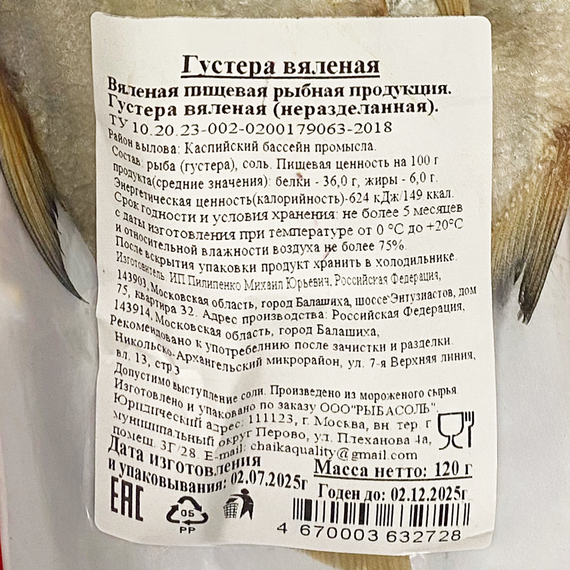 Густера вяленая
Вяленая пищевая рыбная продукция.
Густера вяленая (неразделанная).
ТУ 10.20.23-002-0200179063-2018
Район вылова: Каспийский бассейн промысла.
Состав: рыба (густера), соль. Пищевая ценность на 100 г
продукта(средние значения): белки - 36,0 г, жиры - 6,0 г.
Энергетическая ценность(калорийность)-624 кДж/149 ккал.
Срок годности и условия хранения: не более 5 месяцев
с даты изготовления при температуре от 0 °С до +20°С
и относительной влажности воздуха не более 75%.
После вскрытия упаковки продукт хранить в холодильнике.
Изготовитель: ИП Пилипенко Михаил Юрьевич, Российская Федерация,
143903, Московская область, город Балашиха, шоссе Энтузиастов, дом
75, квартира 32. Адрес производства: Российская Федерация,
143914, Московская область, город Балашиха,
Рекомендовано к употреблению после зачистки и разделки.
Никольско-Архангельский микрорайон, ул. 7-я Верхняя линия,
вл. 13, стр 3
Допустимо выступление соли. Произведено из мороженого сырья
Изготовлено и упаковано по заказу ООО"РЫБАСОЛЬ".
Юридический адрес: 111123, г. Москва, вн. тер. г.
муниципальный округ Перово, ул. Плеханова 4а,
помещ. 3Г/28. E-mail: chaikaquality@gmail.com
Дата изготовления
и упаковывания: 02.07.2025г
Масса нетто: 120 г
Годен до: 02.12.2025г
EAC
05
PP
4 670003 632728